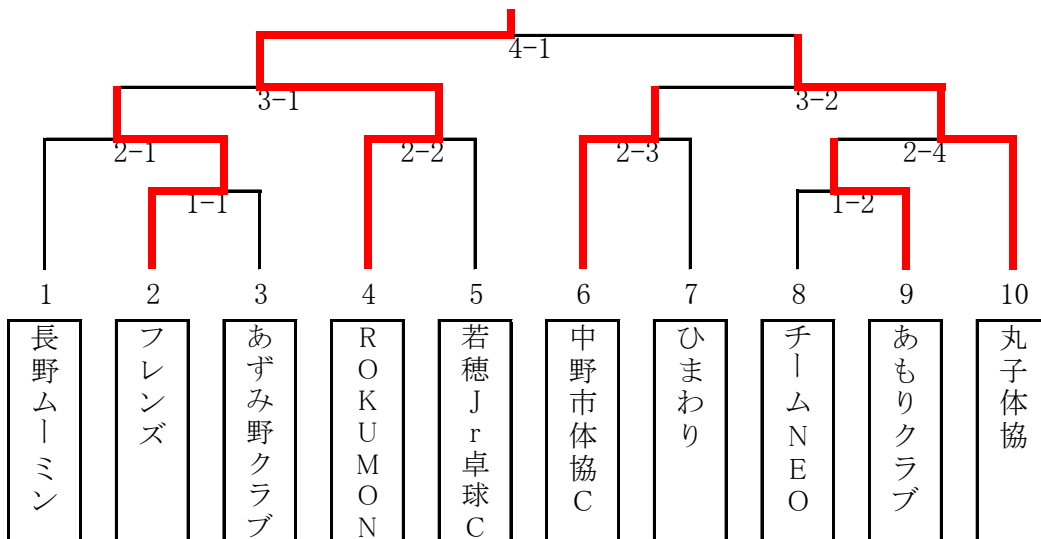 4-1
3-1
3-2
2-1
2-2
2-3
2-4
1-1
1-2
1
2
3
4
5
6
7
8
9
10
長野ムーミン
フレンズ
あずみ野クラブ
ROKUMON
若穂Jr卓球C
中野市体協C
ひまわり
チームNEO
あもりクラブ
丸子体協